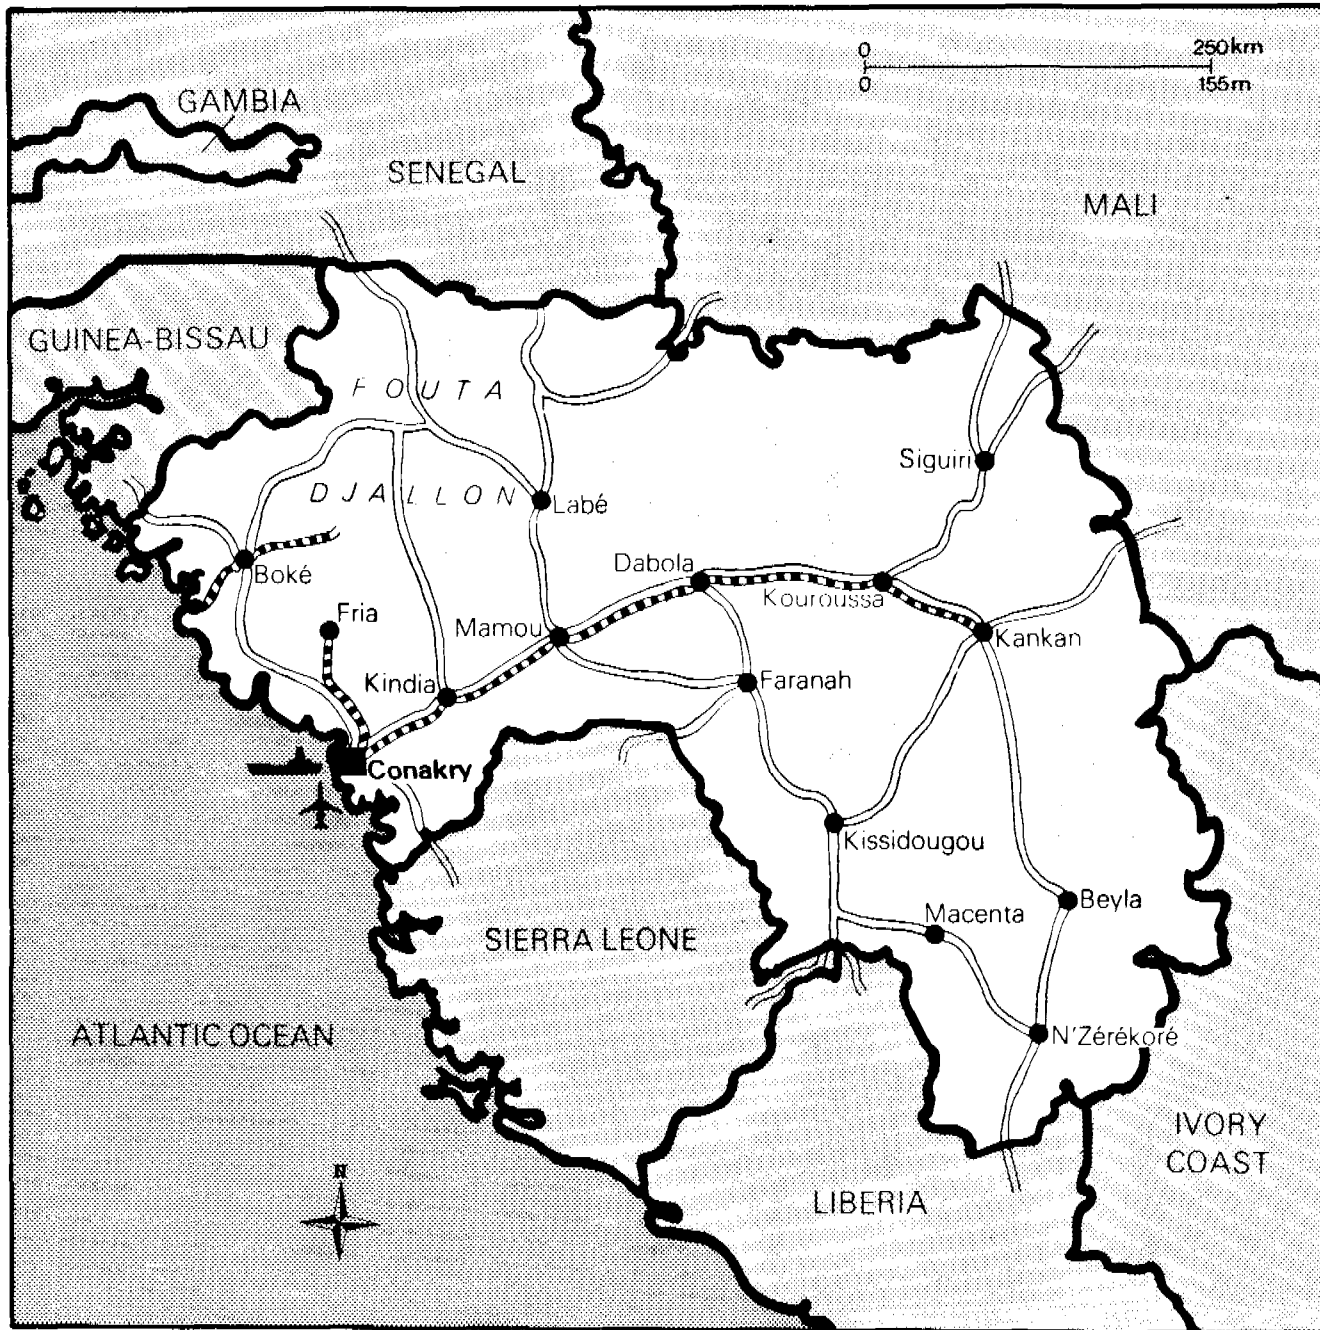 0 250km
0 155m
GAMBIA
SENEGAL
MALI
GUINEA-BISSAU
FOUTA
DJALLON
Siguiri
Labé
Boké
Dabola
Kouroussa
Fria
Mamou
Kankan
Kindia
Faranah
Conakry
Kissidougou
Beyla
Macenta
SIERRA LEONE
ATLANTIC OCEAN
N'Zérékoré
IVORY
COAST
N
LIBERIA